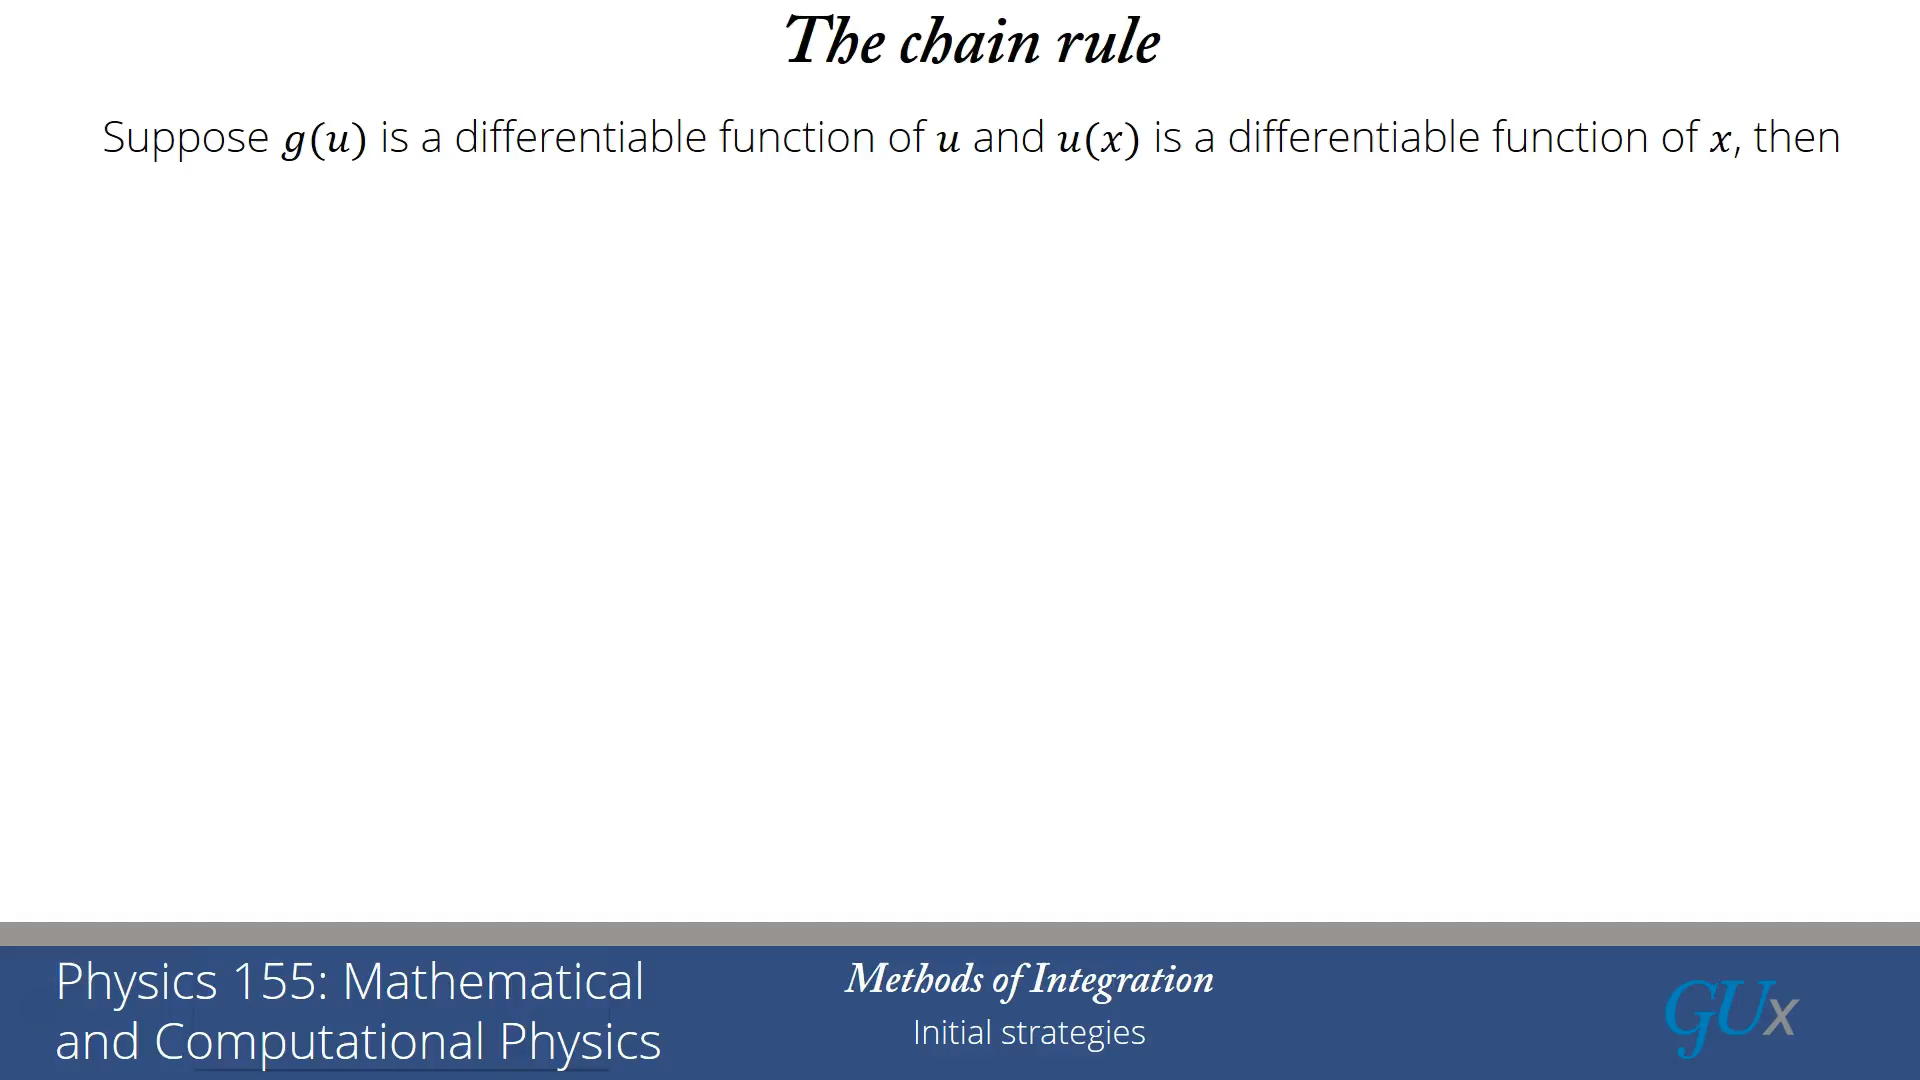 The chain rule
Suppose g(u) is a differentiable function of u and u(x) is a differentiable function of x, then
Physics 155: Mathematical
and Computational Physics
Methods of Integration
Initial strategies
GUx